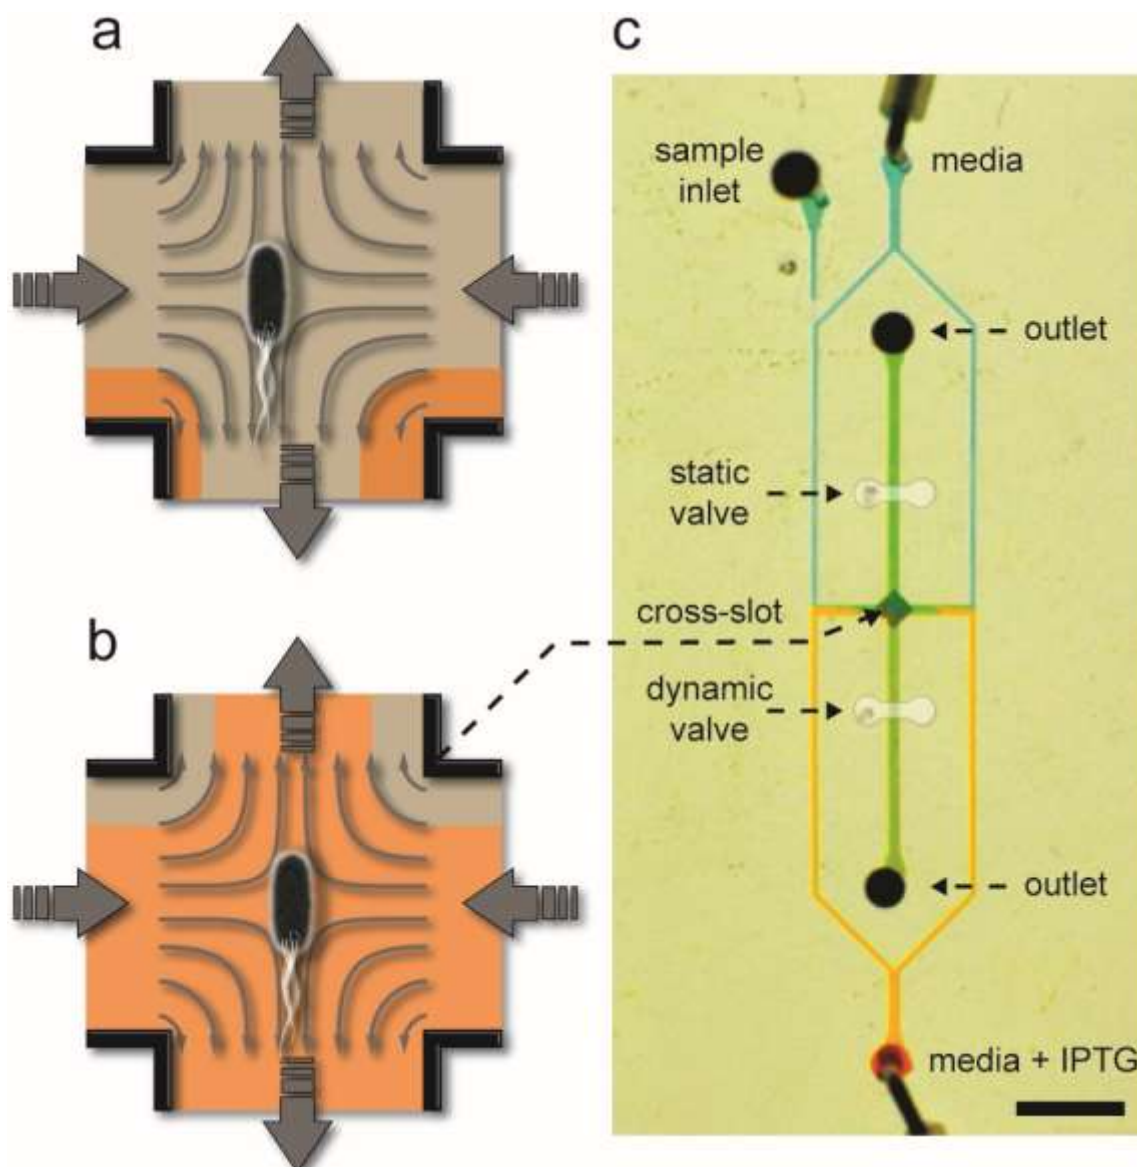 a
c
sample
inlet
media
outlet
static
valve
cross-slot
b
dynamic
valve
outlet
media + IPTG